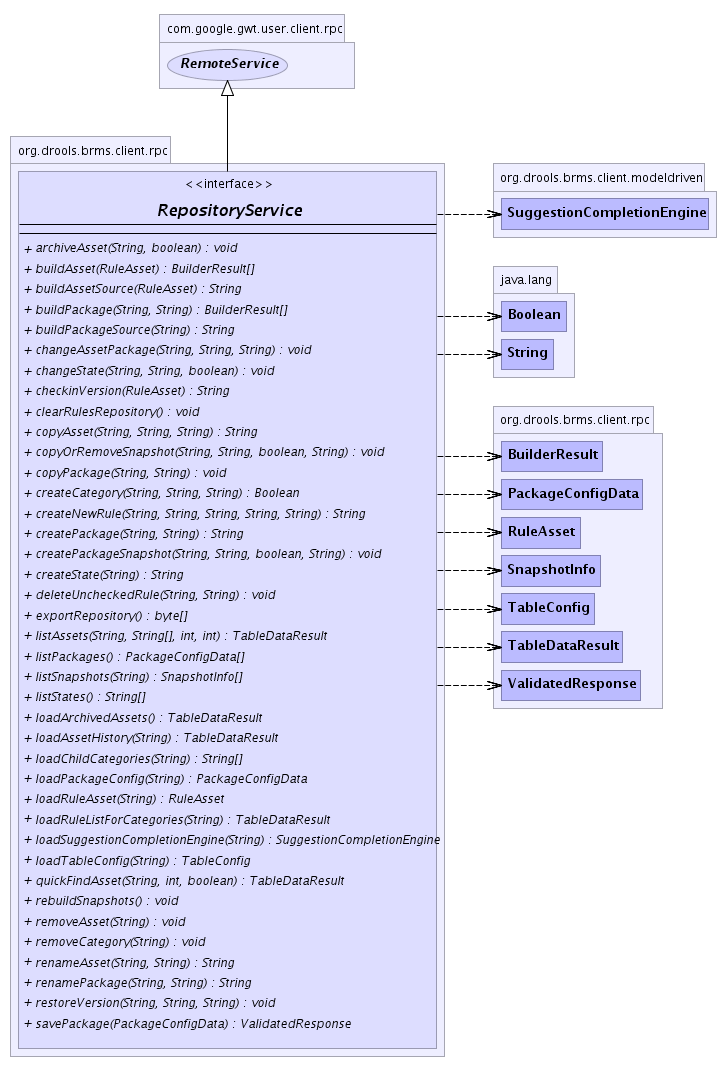 com.google.gwt.user.client.rpc
RemoteService
org.drools.brms.client.rpc
<<interface>>
RepositoryService
+ archiveAsset(String, boolean) : void
+ buildAsset(RuleAsset) : BuilderResult[]
+ buildAssetSource(RuleAsset) : String
+ buildPackage(String, String) : BuilderResult[]
+ buildPackageSource(String) : String
+ changeAssetPackage(String, String, String) : void
+ changeState(String, String, boolean) : void
+ checkinVersion(RuleAsset) : String
+ clearRulesRepository() : void
+ copyAsset(String, String, String) : String
+ copyOrRemoveSnapshot(String, String, boolean, String) : void
+ copyPackage(String, String) : void
+ createCategory(String, String, String) : Boolean
+ createNewRule(String, String, String, String, String) : String
+ createPackage(String, String) : String
+ createPackageSnapshot(String, String, boolean, String) : void
+ createState(String) : String
+ deleteUncheckedRule(String, String) : void
+ exportRepository() : byte[]
+ listAssets(String, String[], int, int) : TableDataResult
+ listPackages() : PackageConfigData[]
+ listSnapshots(String) : SnapshotInfo[]
+ listStates() : String[]
+ loadArchivedAssets() : TableDataResult
+ loadAssetHistory(String) : TableDataResult
+ loadChildCategories(String) : String[]
+ loadPackageConfig(String) : PackageConfigData
+ loadRuleAsset(String) : RuleAsset
+ loadRuleListForCategories(String) : TableDataResult
+ loadSuggestionCompletionEngine(String) : SuggestionCompletionEngine
+ loadTableConfig(String) : TableConfig
+ quickFindAsset(String, int, boolean) : TableDataResult
+ rebuildSnapshots() : void
+ removeAsset(String) : void
+ removeCategory(String) : void
+ renameAsset(String, String) : String
+ renamePackage(String, String) : String
+ restoreVersion(String, String, String) : void
+ savePackage(PackageConfigData) : ValidatedResponse
org.drools.brms.client.modeldriven
SuggestionCompletionEngine
java.lang
Boolean
String
org.drools.brms.client.rpc
BuilderResult
PackageConfigData
RuleAsset
SnapshotInfo
TableConfig
TableDataResult
ValidatedResponse